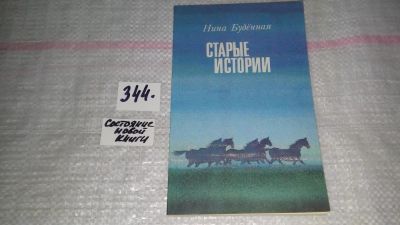 Нина Будённая
СТАРЫЕ
ИСТОРИИ
344.
Состояние
новой
книги